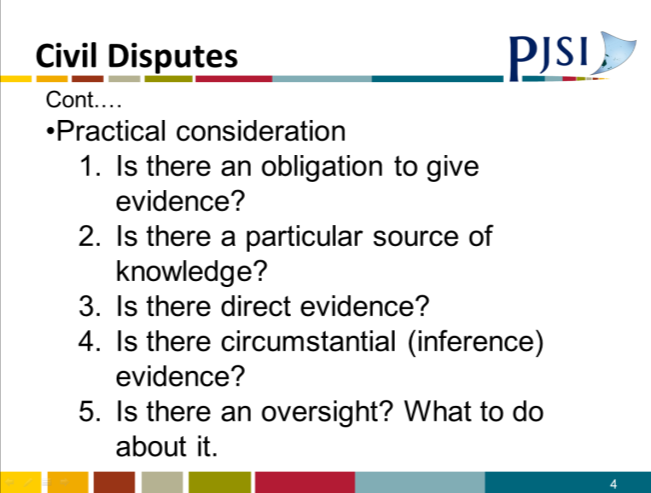 Civil Disputes
PJSI
Cont.…
•Practical consideration
1. Is there an obligation to give
evidence?
2. Is there a particular source of
knowledge?
3. Is there direct evidence?
4. Is there circumstantial (inference)
evidence?
5. Is there an oversight? What to do
about it.
4